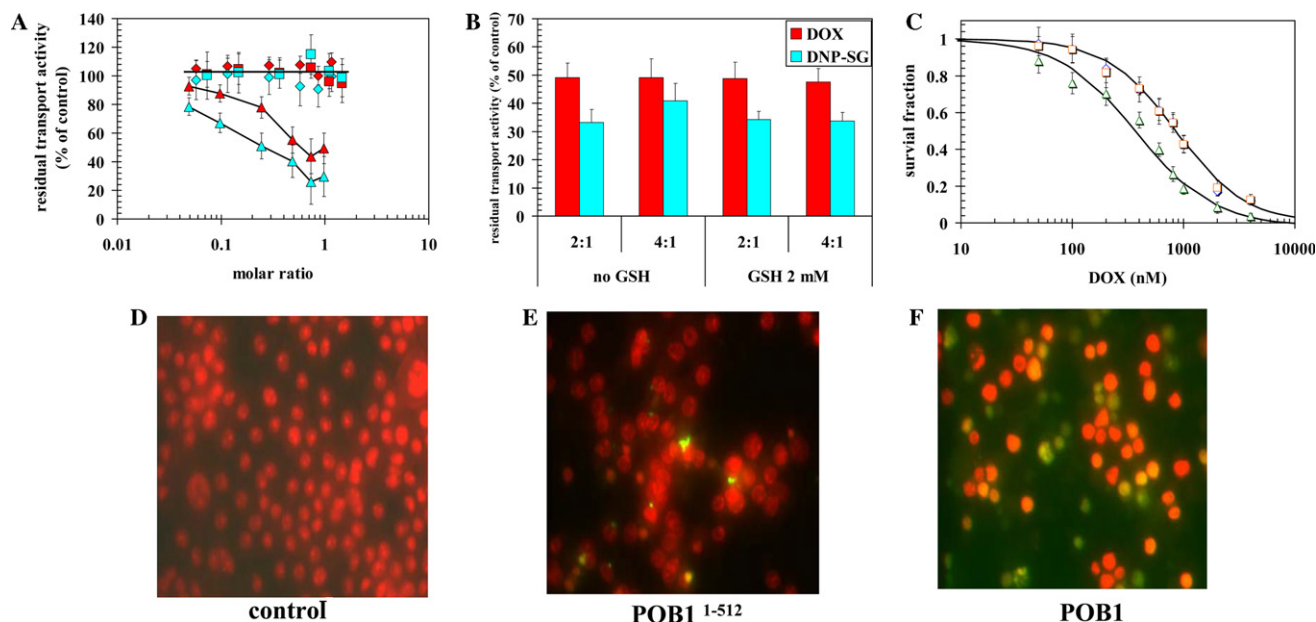 A
residual transport activity
(% of control)
140
120
100
80
60
40
20
0
0.01
0.1
1
10
molar ratio
B
residual transport activity (% of control)
70
60
50
40
30
20
10
0
DOX
DNP-SG
2:1
4:1
2:1
4:1
no GSH
GSH 2 mM
C
survial fraction
1
0.8
0.6
0.4
0.2
0
10
100
1000
10000
DOX (nM)
D
control
E
POB1 1-512
F
POB1